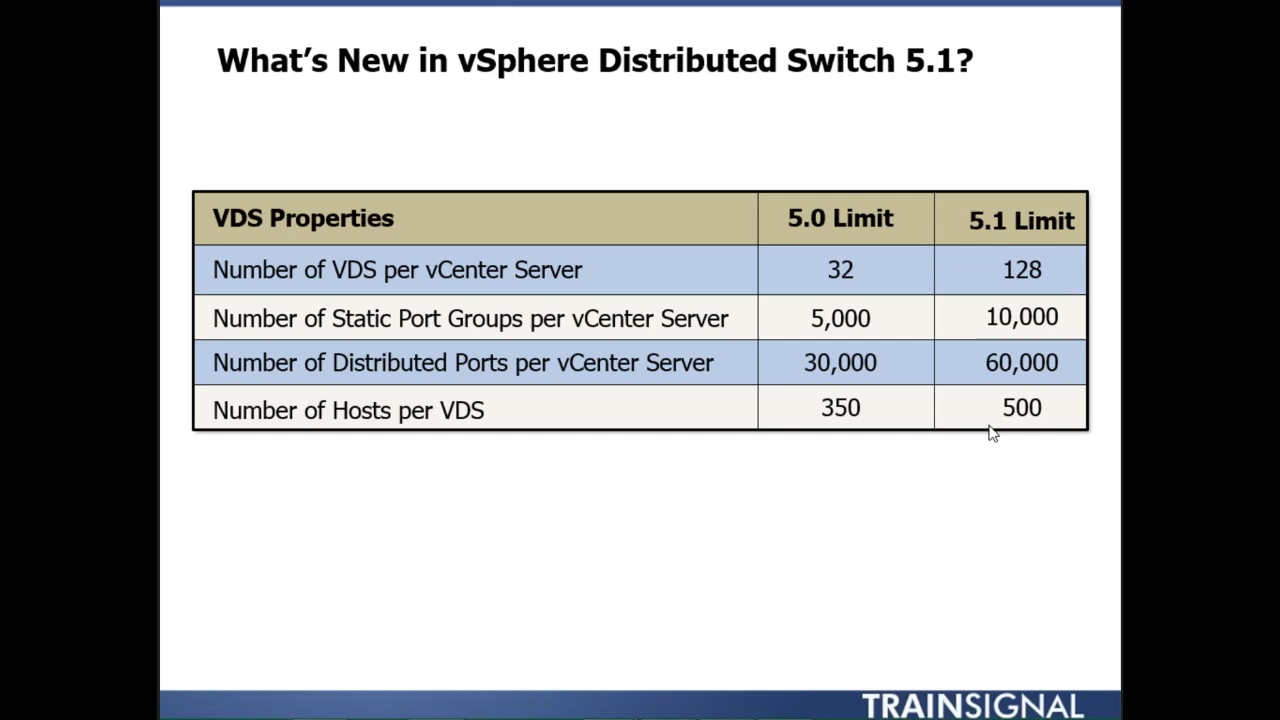 What's New in vSphere Distributed Switch 5.1?
VDS Properties 5.0 Limit 5.1 Limit
Number of VDS per vCenter Server 32 128
Number of Static Port Groups per vCenter Server 5,000 10,000
Number of Distributed Ports per vCenter Server 30,000 60,000
Number of Hosts per VDS 350 500
TRAINSIGNAL